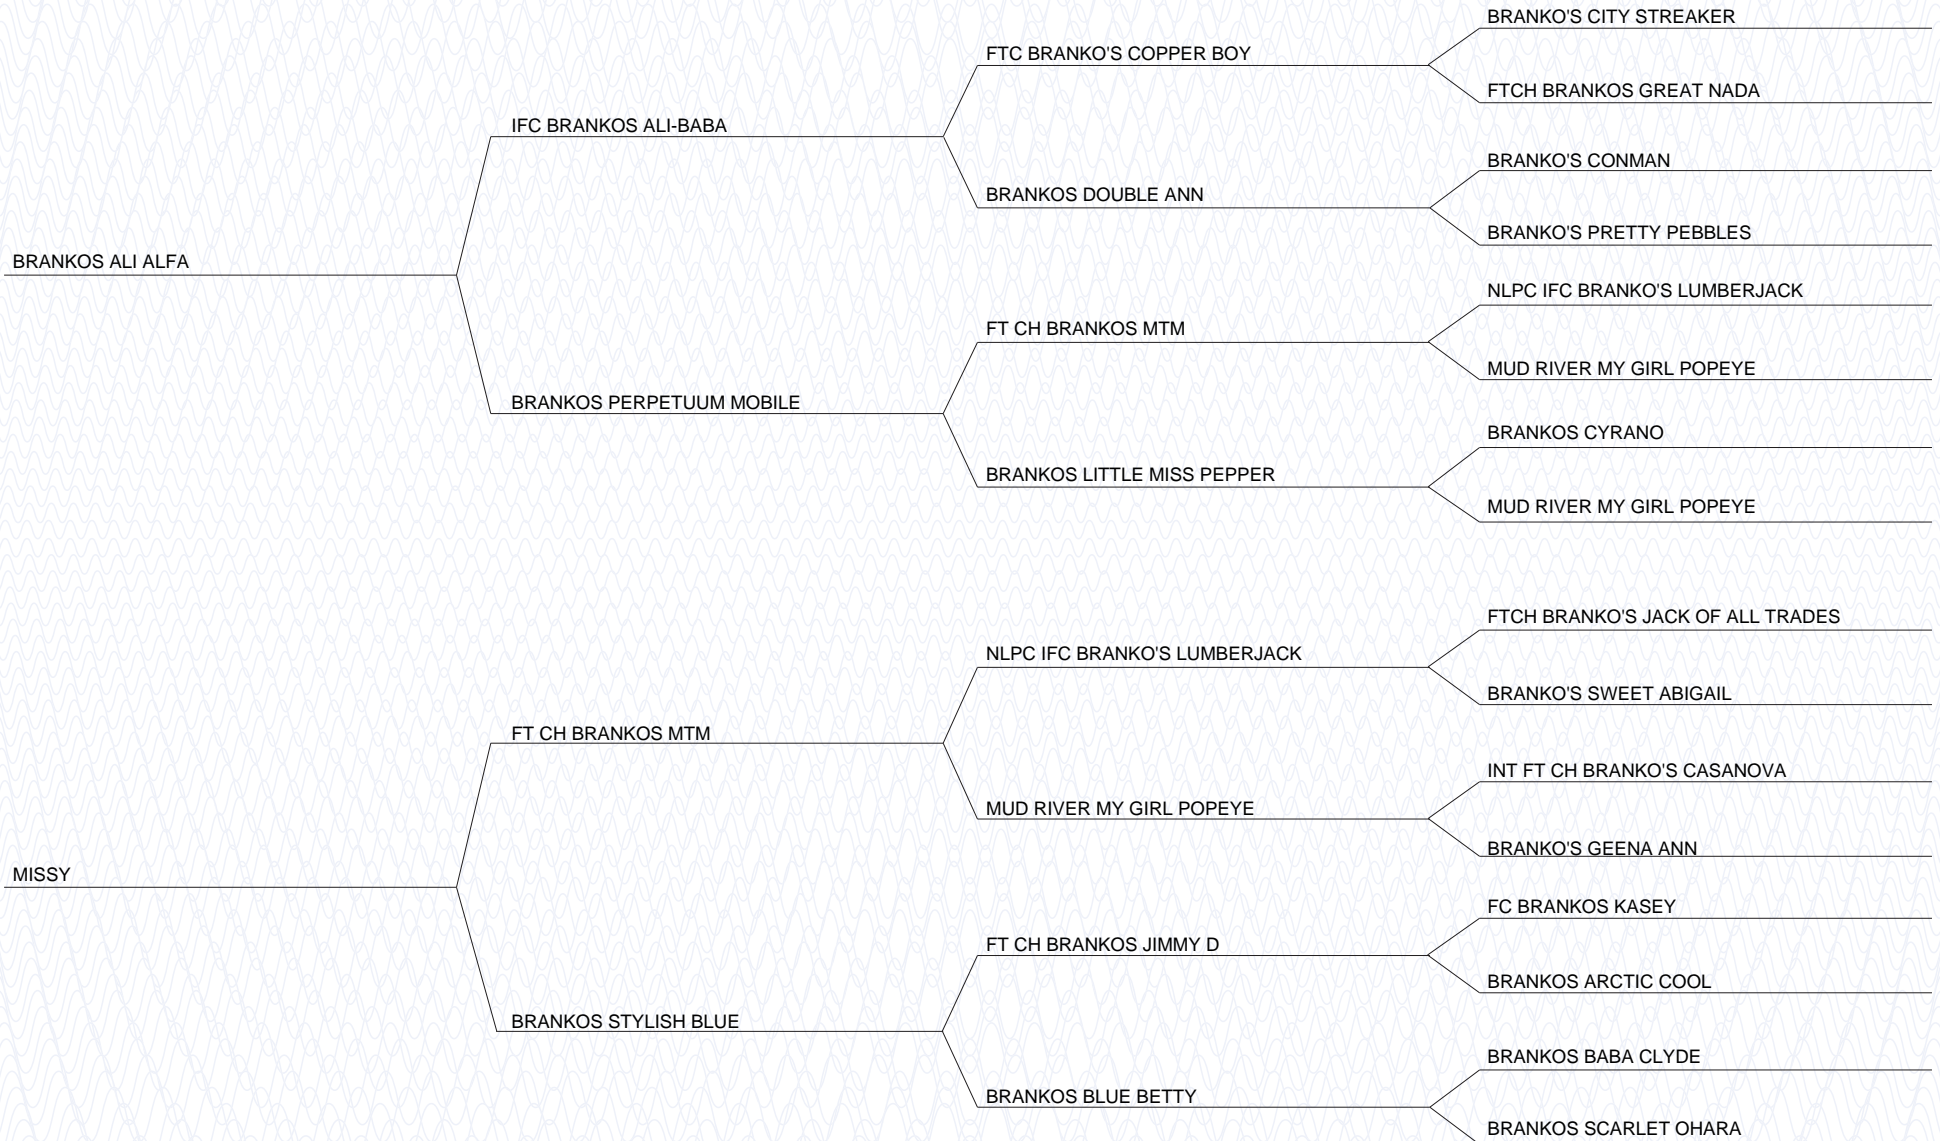 BRANKO'S CITY STREAKER
FTC BRANKO'S COPPER BOY
FTCH BRANKOS GREAT NADA
IFC BRANKOS ALI-BABA
BRANKO'S CONMAN
BRANKOS DOUBLE ANN
BRANKO'S PRETTY PEBBLES
BRANKOS ALI ALFA
NLPC IFC BRANKO'S LUMBERJACK
FT CH BRANKOS MTM
MUD RIVER MY GIRL POPEYE
BRANKOS PERPETUUM MOBILE
BRANKOS CYRANO
BRANKOS LITTLE MISS PEPPER
MUD RIVER MY GIRL POPEYE
FTCH BRANKO'S JACK OF ALL TRADES
NLPC IFC BRANKO'S LUMBERJACK
BRANKO'S SWEET ABIGAIL
FT CH BRANKOS MTM
INT FT CH BRANKO'S CASANOVA
MUD RIVER MY GIRL POPEYE
BRANKO'S GEENA ANN
MISSY
FC BRANKOS KASEY
FT CH BRANKOS JIMMY D
BRANKOS ARCTIC COOL
BRANKOS STYLISH BLUE
BRANKOS BABA CLYDE
BRANKOS BLUE BETTY
BRANKOS SCARLET OHARA